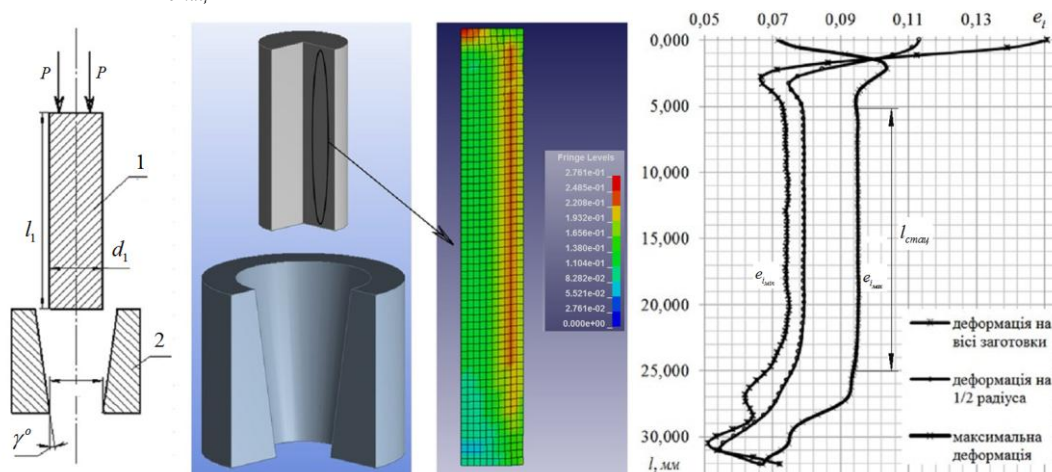 P
P
1
l₁
d₁
2
γ°
Fringe Levels
2.761e-01
2.485e-01
2.208e-01
1.932e-01
1.656e-01
1.380e-01
1.104e-01
8.282e-02
5.521e-02
2.761e-02
0.000e+00
0,05 0,07 0,09 0,11 0,13 eᵢ
0,000
5,000
10,000
15,000
20,000
25,000
30,000
l, мм
lстац
деформація на
вісі заготовки
деформація на
1/2 радіуса
максимальна
деформація